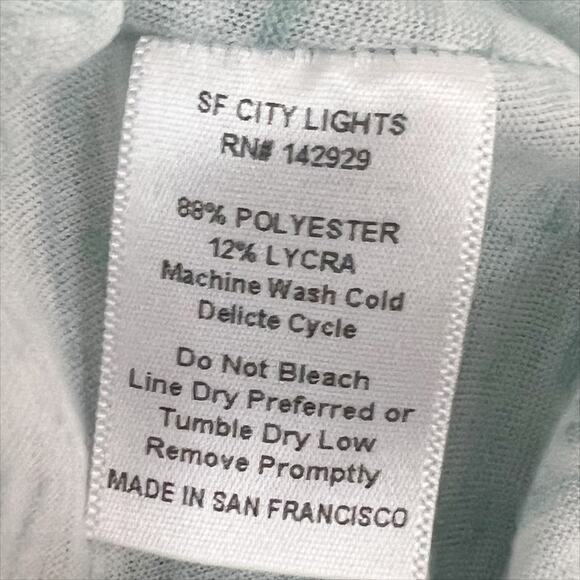 SF CITY LIGHTS
RN# 142929
88% POLYESTER
12% LYCRA
Machine Wash Cold
Delicte Cycle
Do Not Bleach
Line Dry Preferred or
Tumble Dry Low
Remove Promptly
MADE IN SAN FRANCISCO